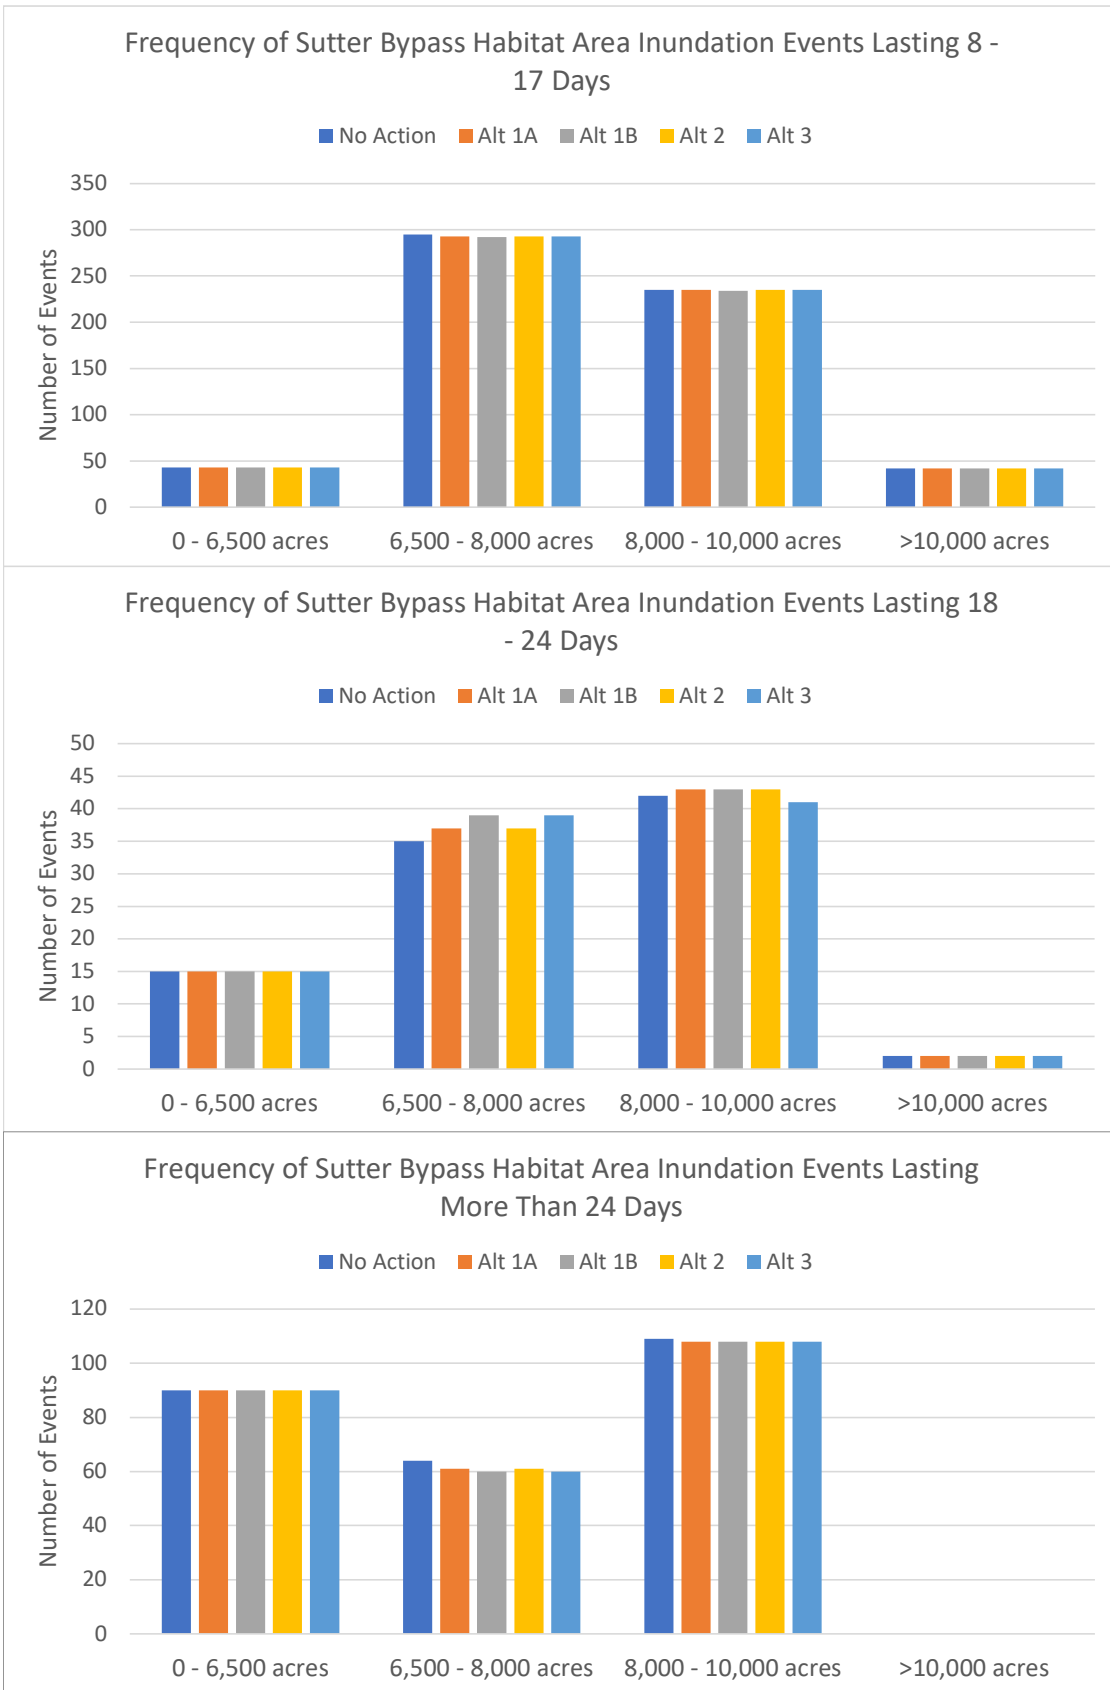 Frequency of Sutter Bypass Habitat Area Inundation Events Lasting 8 -
17 Days
No Action Alt 1A Alt 1B Alt 2 Alt 3
Number of Events
350
300
250
200
150
100
50
0
0 - 6,500 acres 6,500 - 8,000 acres 8,000 - 10,000 acres >10,000 acres
Frequency of Sutter Bypass Habitat Area Inundation Events Lasting 18
- 24 Days
No Action Alt 1A Alt 1B Alt 2 Alt 3
Number of Events
50
45
40
35
30
25
20
15
10
5
0
0 - 6,500 acres 6,500 - 8,000 acres 8,000 - 10,000 acres >10,000 acres
Frequency of Sutter Bypass Habitat Area Inundation Events Lasting
More Than 24 Days
No Action Alt 1A Alt 1B Alt 2 Alt 3
Number of Events
120
100
80
60
40
20
0
0 - 6,500 acres 6,500 - 8,000 acres 8,000 - 10,000 acres >10,000 acres